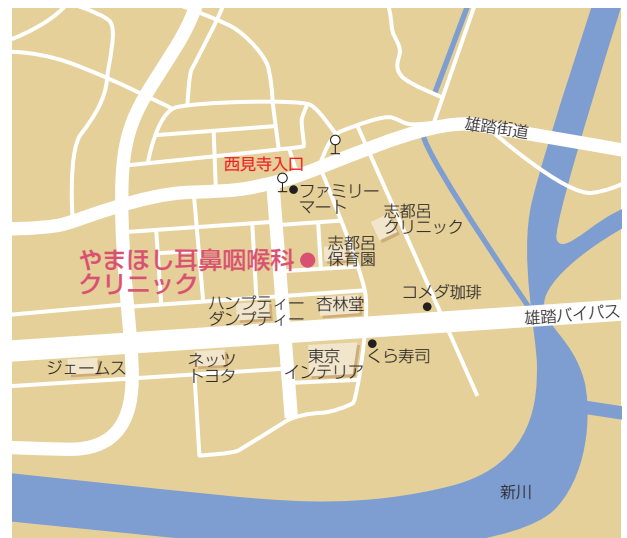 雄踏街道
西見寺入口
ファミリー
マート
志都呂
クリニック
志都呂
保育園
やまほし耳鼻咽喉科
クリニック
コメダ珈琲
ハンプティー
ダンプティー
杏林堂
雄踏バイパス
ジェームス
ネッツ
トヨタ
東京
インテリア
くら寿司
新川